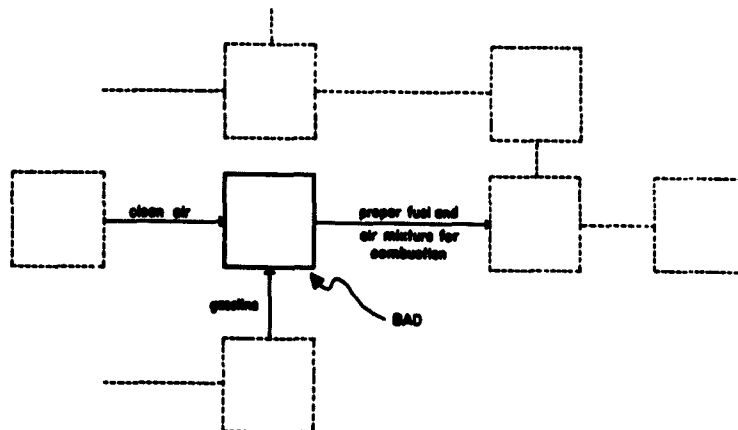 clean air
proper fuel and
air mixture for
combustion
gasoline
BAD